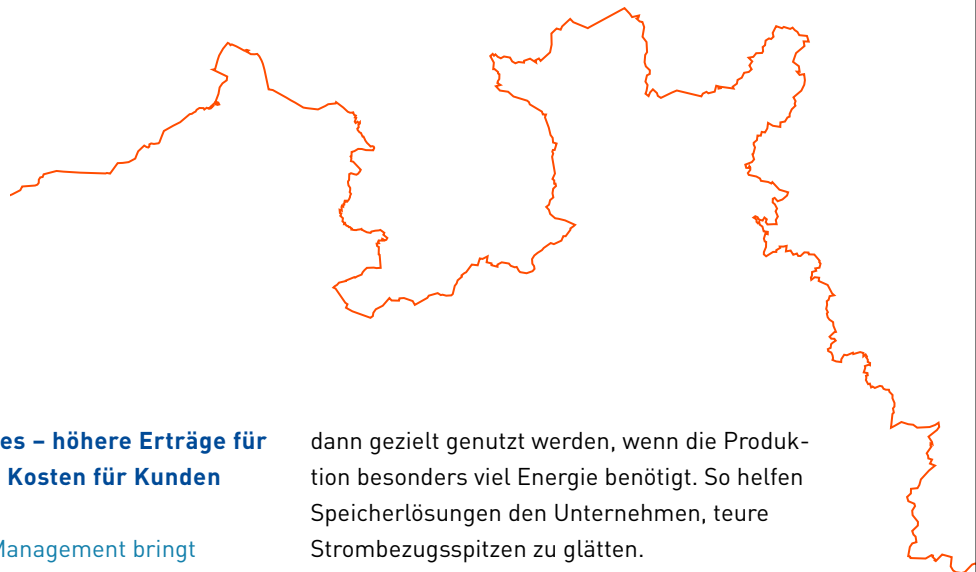 es – höhere Erträge für
Kosten für Kunden
Management bringt
dann gezielt genutzt werden, wenn die Produk-
tion besonders viel Energie benötigt. So helfen
Speicherlösungen den Unternehmen, teure
Strombezugsspitzen zu glätten.